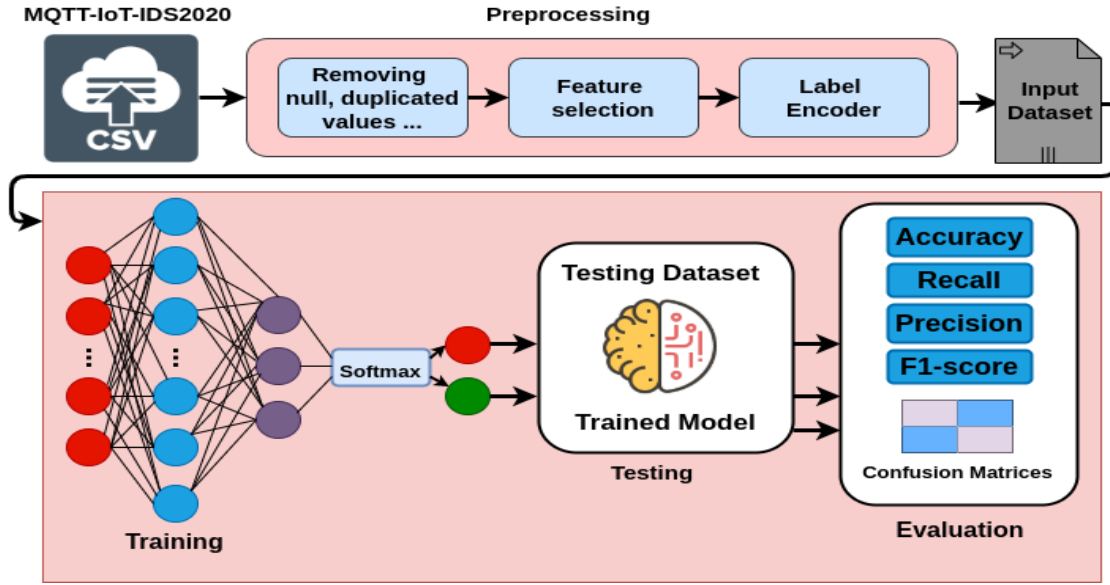 MQTT-IoT-IDS2020
Preprocessing
CSV
Removing
null, duplicated
values ...
Feature
selection
Label
Encoder
Input
Dataset
...
...
Softmax
Training
Testing Dataset
Trained Model
Testing
Accuracy
Recall
Precision
F1-score
Confusion Matrices
Evaluation